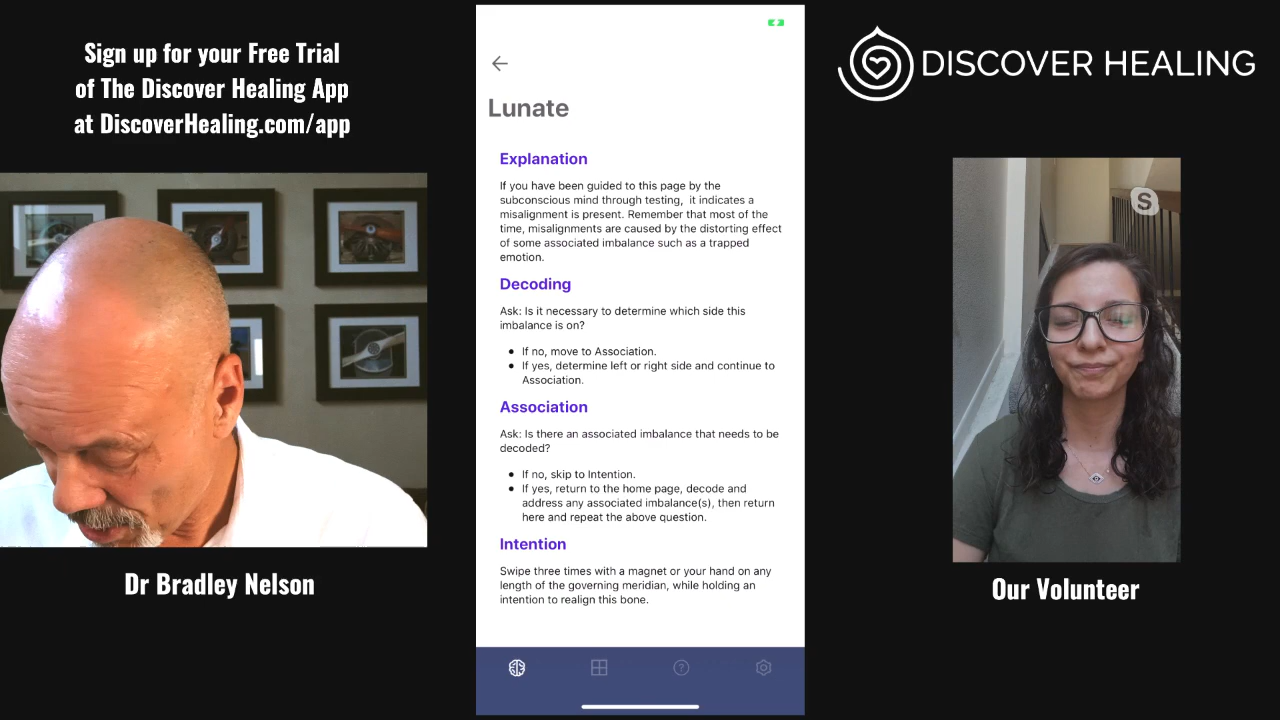 Sign up for your Free Trial
of The Discover Healing App
at DiscoverHealing.com/app
Dr Bradley Nelson
Lunate
Explanation
If you have been guided to this page by the
subconscious mind through testing,  it indicates a
misalignment is present. Remember that most of the
time, misalignments are caused by the distorting effect
of some associated imbalance such as a trapped
emotion.
Decoding
Ask: Is it necessary to determine which side this
imbalance is on?
• If no, move to Association.
• If yes, determine left or right side and continue to
Association.
Association
Ask: Is there an associated imbalance that needs to be
decoded?
• If no, skip to Intention.
• If yes, return to the home page, decode and
address any associated imbalance(s), then return
here and repeat the above question.
Intention
Swipe three times with a magnet or your hand on any
length of the governing meridian, while holding an
intention to realign this bone.
DISCOVER HEALING
S
Our Volunteer